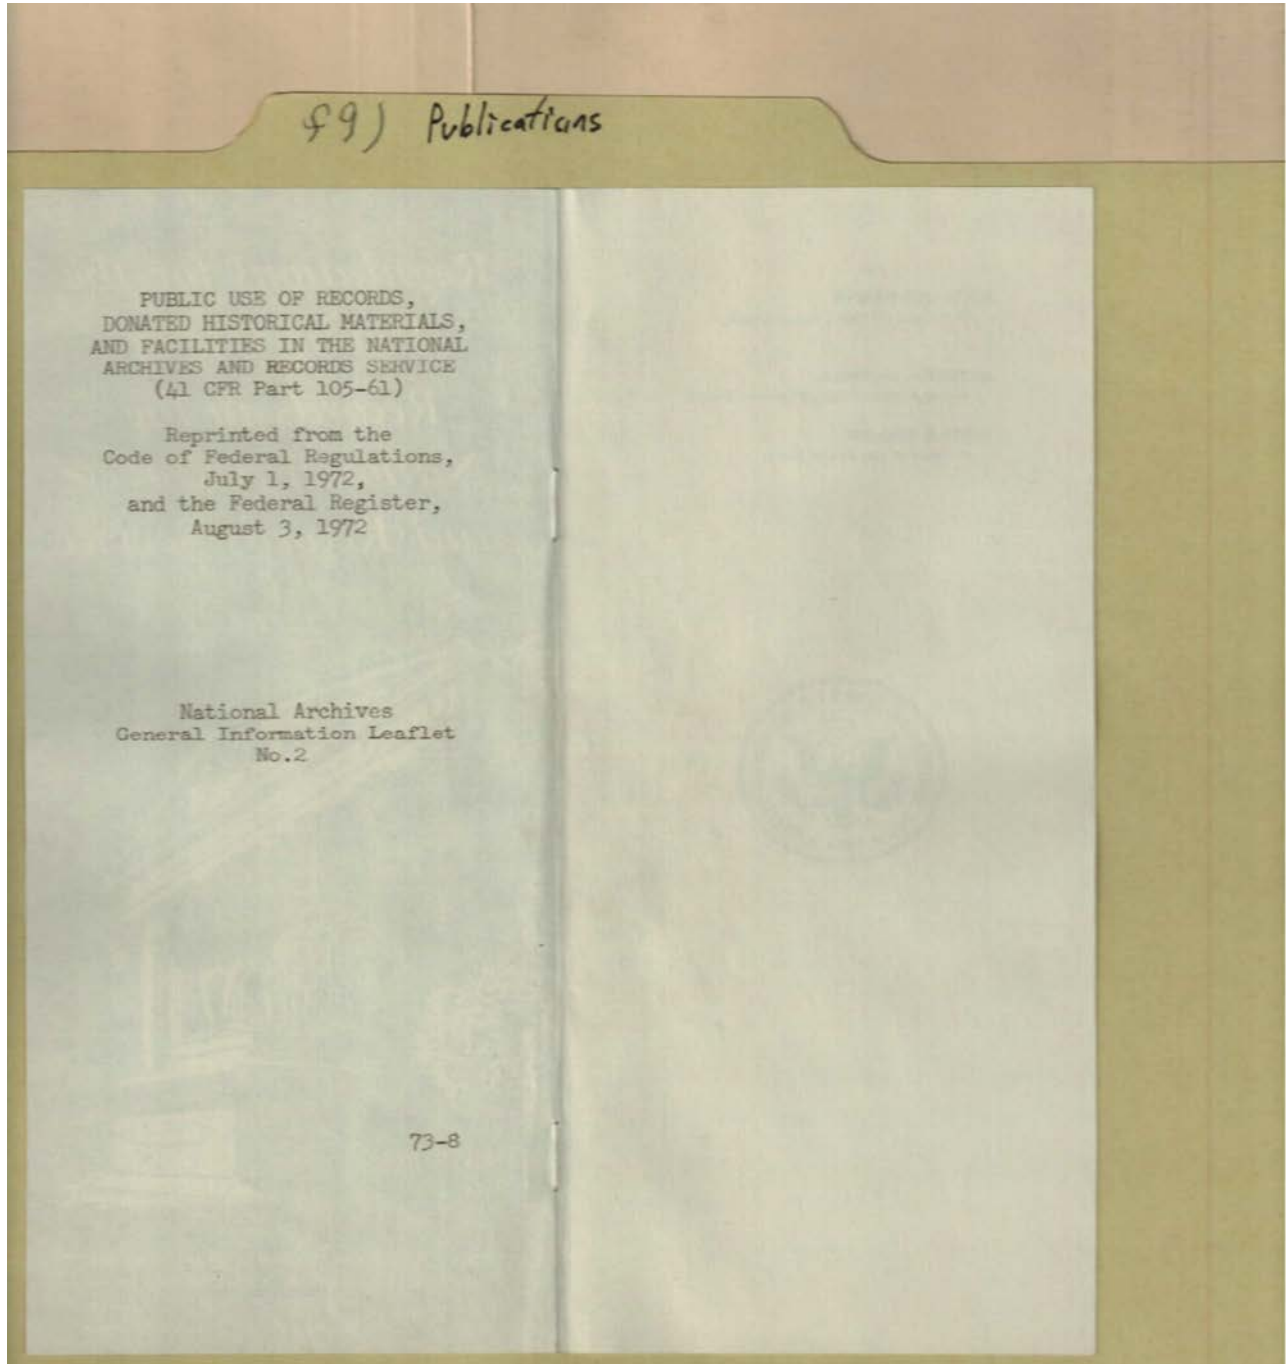 f9) Publications
PUBLIC USE OF RECORDS,
DONATED HISTORICAL MATERIALS,
AND FACILITIES IN THE NATIONAL
ARCHIVES AND RECORDS SERVICE
(41 CFR Part 105-61)
Reprinted from the
Code of Federal Regulations,
July 1, 1972,
and the Federal Register,
August 3, 1972
National Archives
General Information Leaflet
No.2
73-8